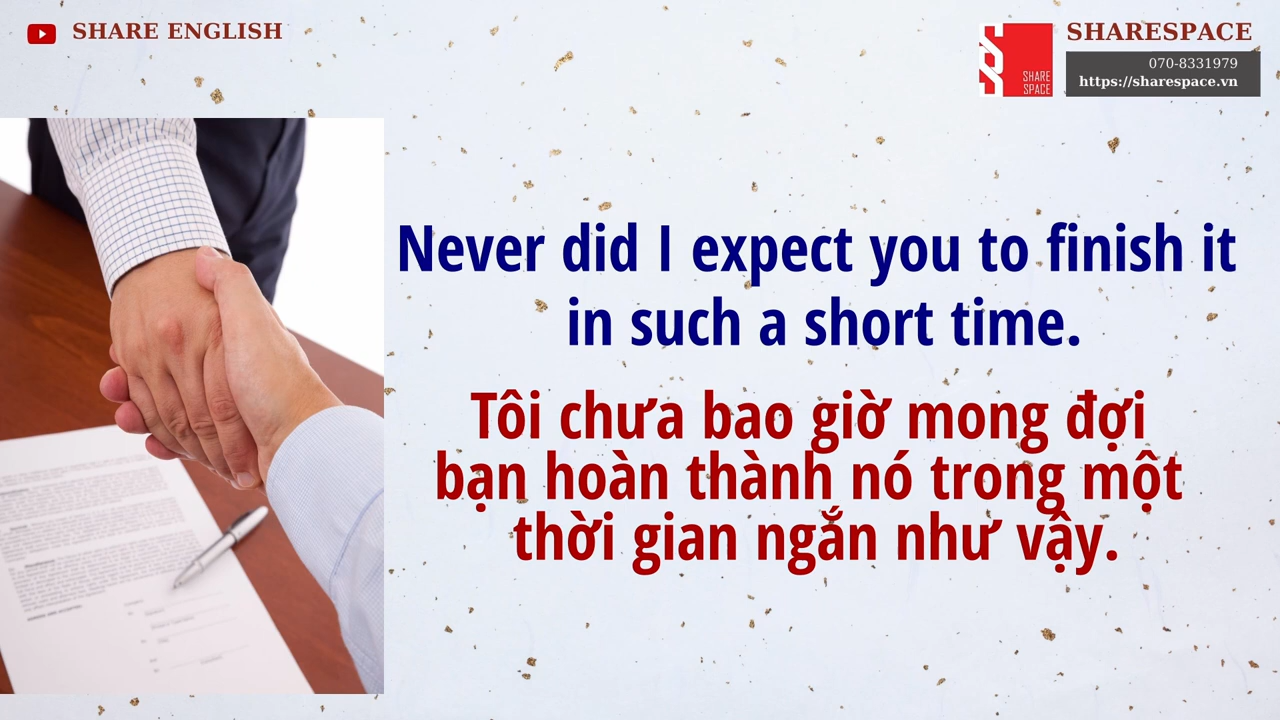 SHARE ENGLISH
SHARESPACE
SHARE
SPACE
070-8331979
https://sharespace.vn
Never did I expect you to finish it
in such a short time.
Tôi chưa bao giờ mong đợi
bạn hoàn thành nó trong một
thời gian ngắn như vậy.